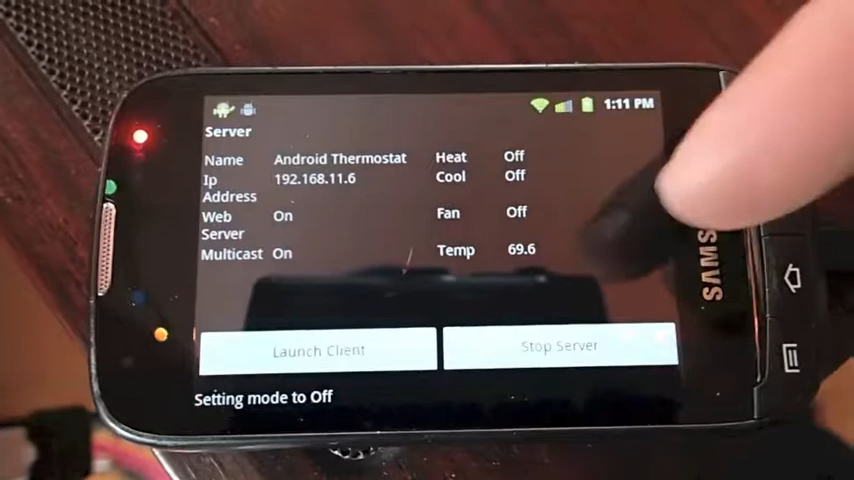 1:11 PM
Server
Name Android Thermostat Heat Off
Ip 192.168.11.6 Cool Off
Address
Web On Fan Off
Server
Multicast On Temp 69.6
Launch Client Stop Server
Setting mode to Off
SAMS